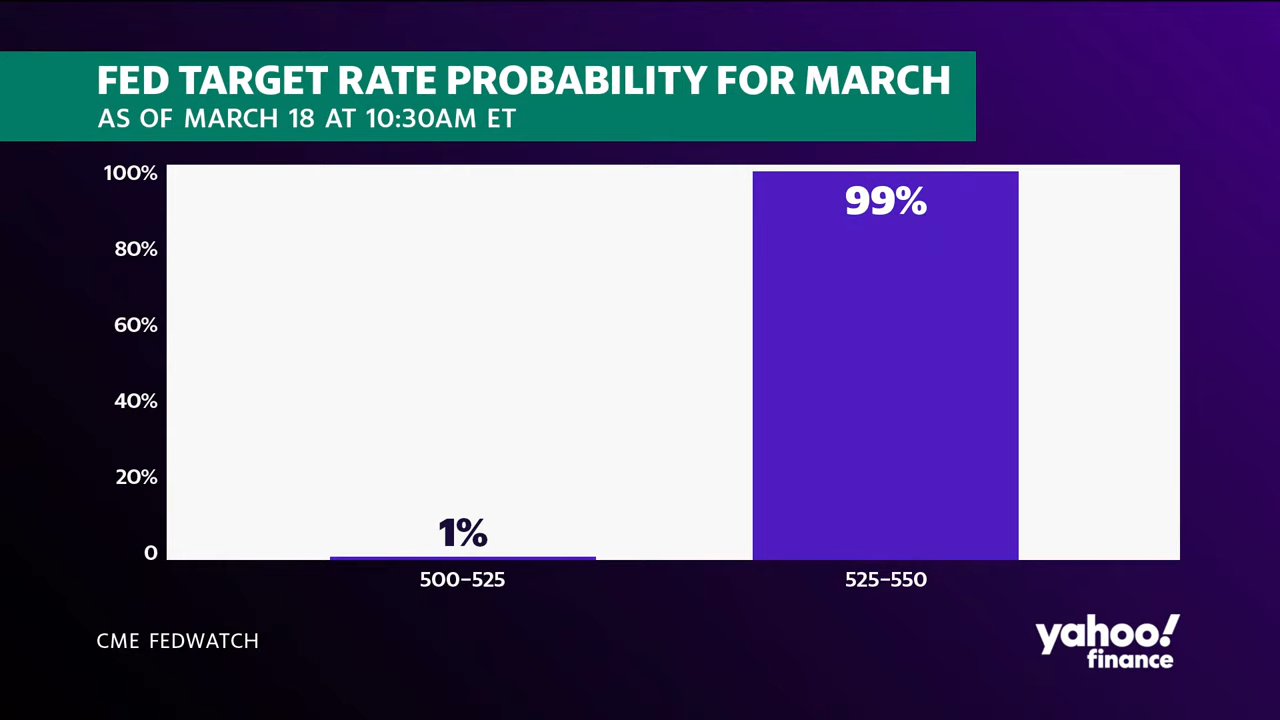 FED TARGET RATE PROBABILITY FOR MARCH
AS OF MARCH 18 AT 10:30AM ET
100%
80%
60%
40%
20%
0
1%
99%
500–525
525–550
CME FEDWATCH
yahoo!
finance